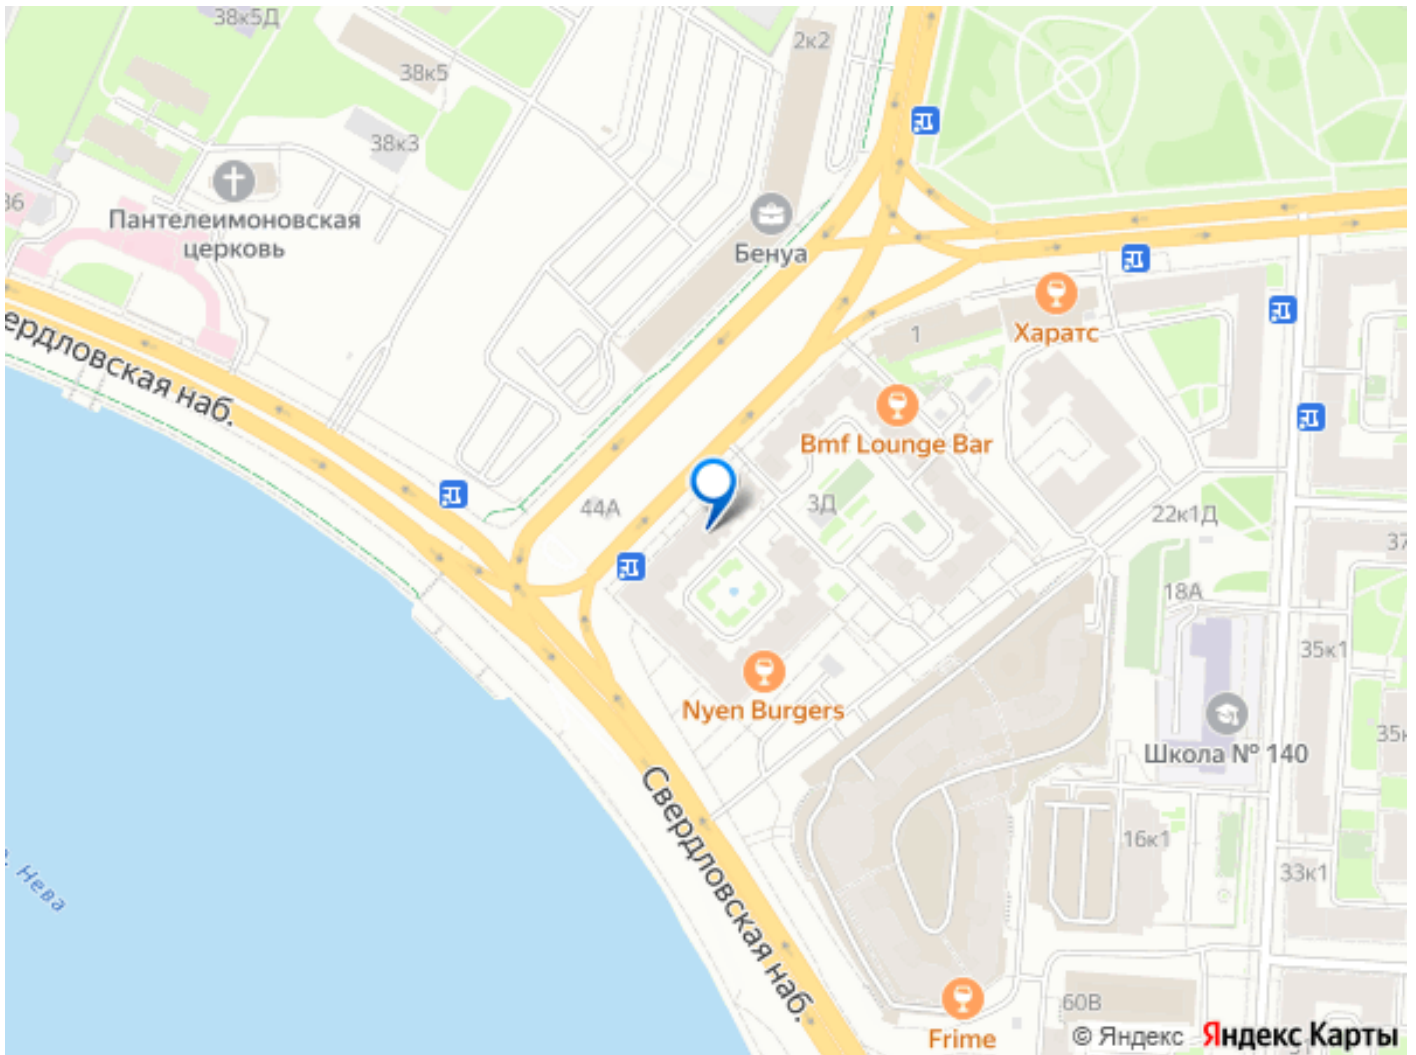 38к5Д
2к2
38к5
38к3
36
Пантелеимоновская
церковь
Бенуа
Харатс
1
ердловская наб.
Bmf Lounge Bar
44А
3Д
22к1Д
37
18А
35к1
Nyen Burgers
Школа № 140
35к
Свердловская наб.
16к1
33к1
р. Нева
60В
Frime
© Яндекс Яндекс Карты